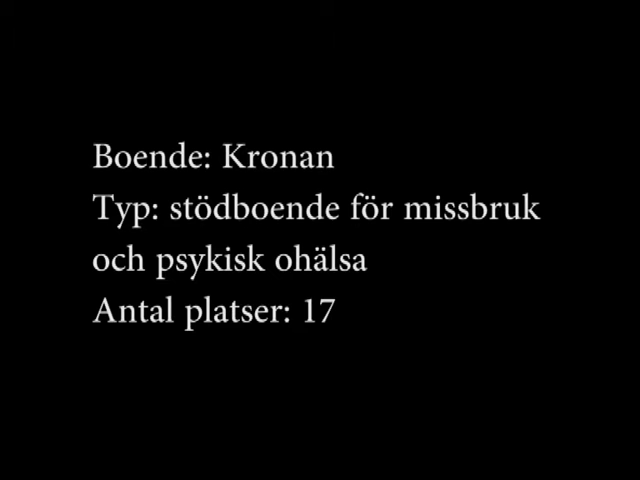 Boende: Kronan
Typ: stödboende för missbruk
och psykisk ohälsa
Antal platser: 17